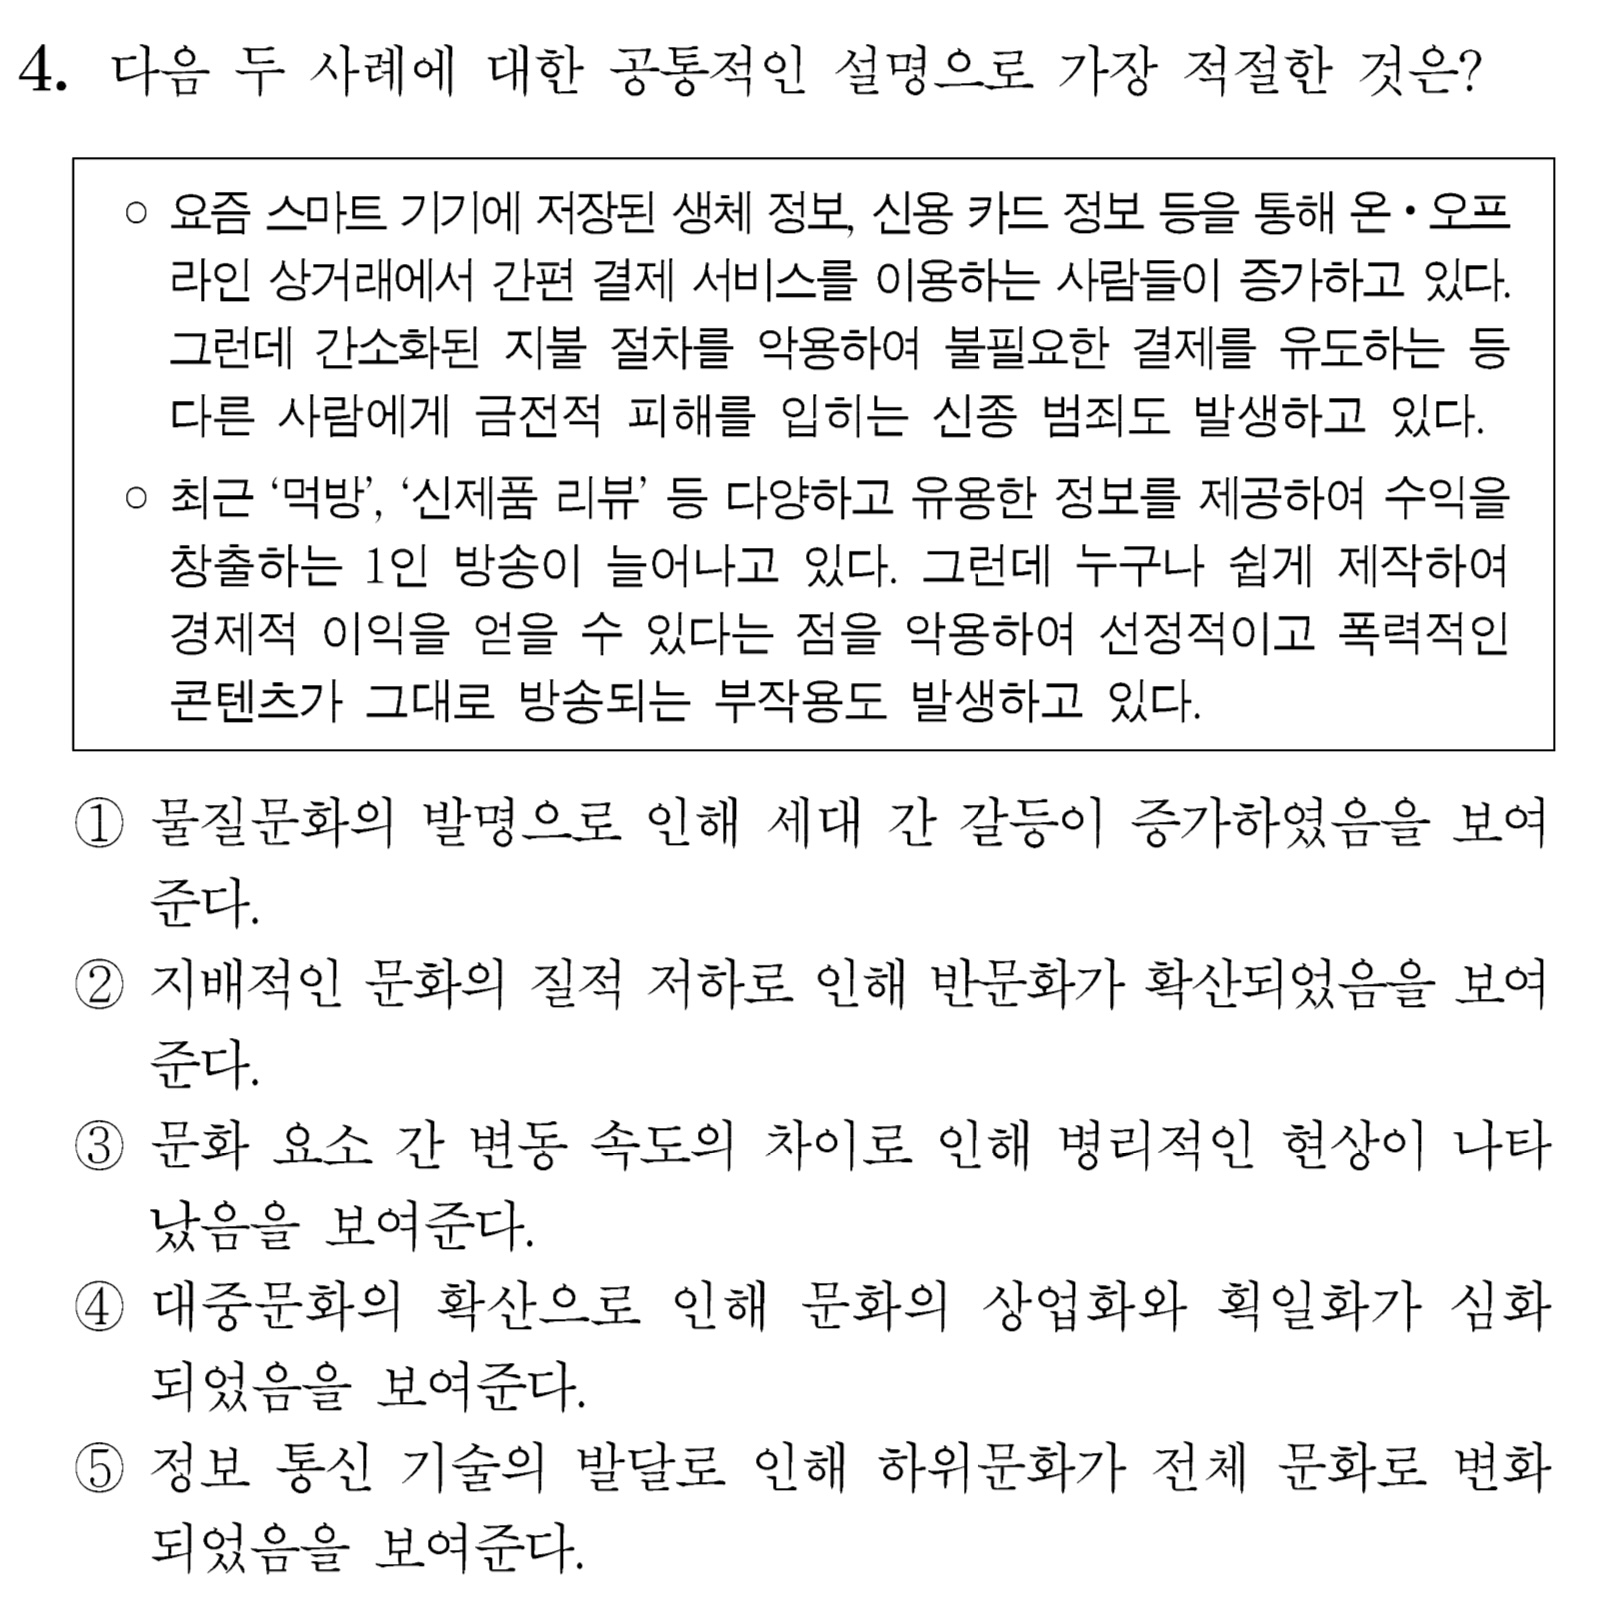 4. 다음 두 사례에 대한 공통적인 설명으로 가장 적절한 것은?
○ 요즘 스마트 기기에 저장된 생체 정보, 신용 카드 정보 등을 통해 온・오프
라인 상거래에서 간편 결제 서비스를 이용하는 사람들이 증가하고 있다.
그런데 간소화된 지불 절차를 악용하여 불필요한 결제를 유도하는 등
다른 사람에게 금전적 피해를 입히는 신종 범죄도 발생하고 있다.
○ 최근 ‘먹방’, ‘신제품 리뷰’ 등 다양하고 유용한 정보를 제공하여 수익을
창출하는 1인 방송이 늘어나고 있다. 그런데 누구나 쉽게 제작하여
경제적 이익을 얻을 수 있다는 점을 악용하여 선정적이고 폭력적인
콘텐츠가 그대로 방송되는 부작용도 발생하고 있다.
① 물질문화의 발명으로 인해 세대 간 갈등이 증가하였음을 보여
준다.
② 지배적인 문화의 질적 저하로 인해 반문화가 확산되었음을 보여
준다.
③ 문화 요소 간 변동 속도의 차이로 인해 병리적인 현상이 나타
났음을 보여준다.
④ 대중문화의 확산으로 인해 문화의 상업화와 획일화가 심화
되었음을 보여준다.
⑤ 정보 통신 기술의 발달로 인해 하위문화가 전체 문화로 변화
되었음을 보여준다.